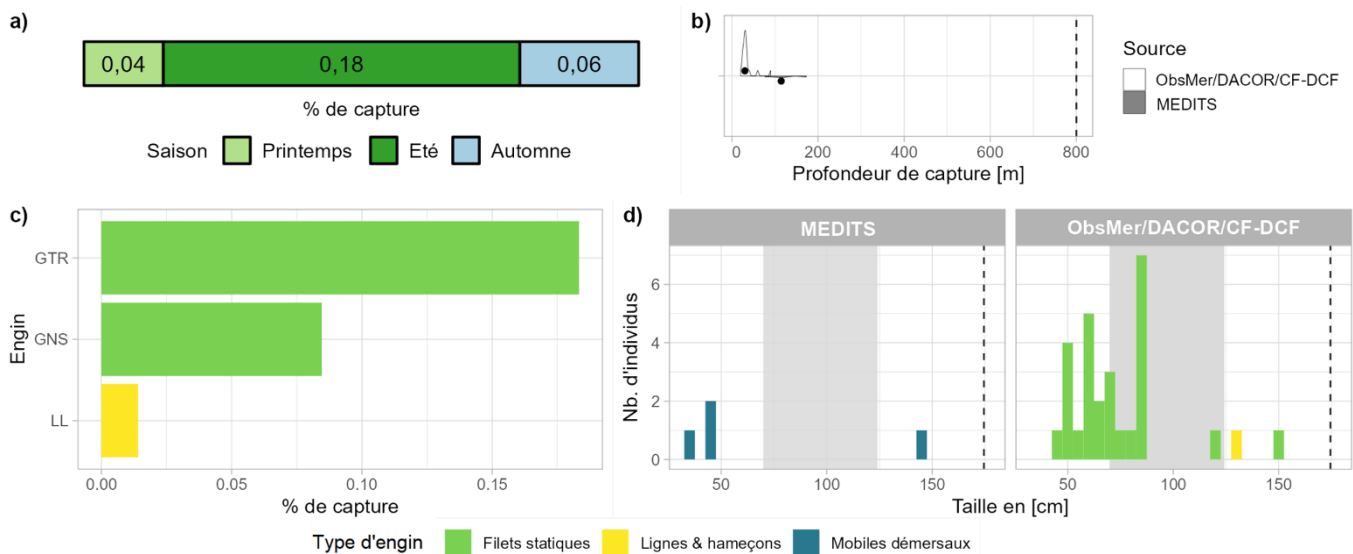 a)
0,04 0,18 0,06
% de capture
Saison Printemps Eté Automne
b)
0 200 400 600 800
Profondeur de capture [m]
Source
ObsMer/DACOR/CF-DCF
MEDITS
c)
Engin
GTR
GNS
LL
0.00 0.05 0.10 0.15
% de capture
d)
MEDITS ObsMer/DACOR/CF-DCF
Nb. d'individus
6
4
2
0
50 100 150 50 100 150
Taille en [cm]
Type d'engin Filets statiques Lignes & hameçons Mobiles démersaux